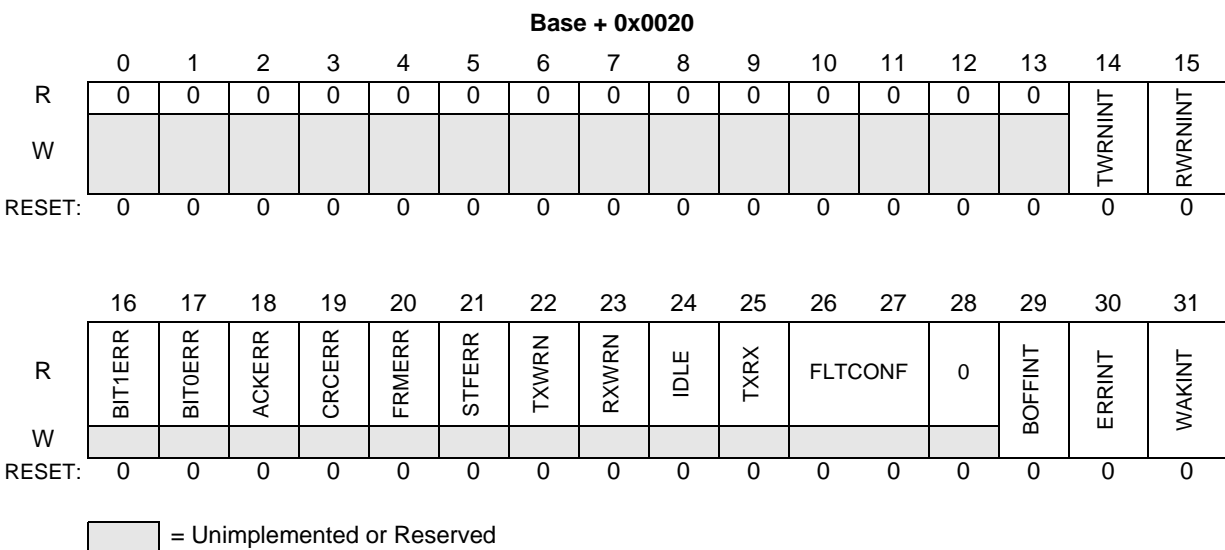 Base + 0x0020
0 1 2 3 4 5 6 7 8 9 10 11 12 13 14 15
R 0 0 0 0 0 0 0 0 0 0 0 0 0 0 TWRNINT RWRNINT
W
RESET: 0 0 0 0 0 0 0 0 0 0 0 0 0 0 0 0
16 17 18 19 20 21 22 23 24 25 26 27 28 29 30 31
R BIT1ERR BIT0ERR ACKERR CRCERR FRMERR STFERR TXWRN RXWRN IDLE TXRX FLTCONF 0 BOFFINT ERRINT WAKINT
W
RESET: 0 0 0 0 0 0 0 0 0 0 0 0 0 0 0 0
= Unimplemented or Reserved